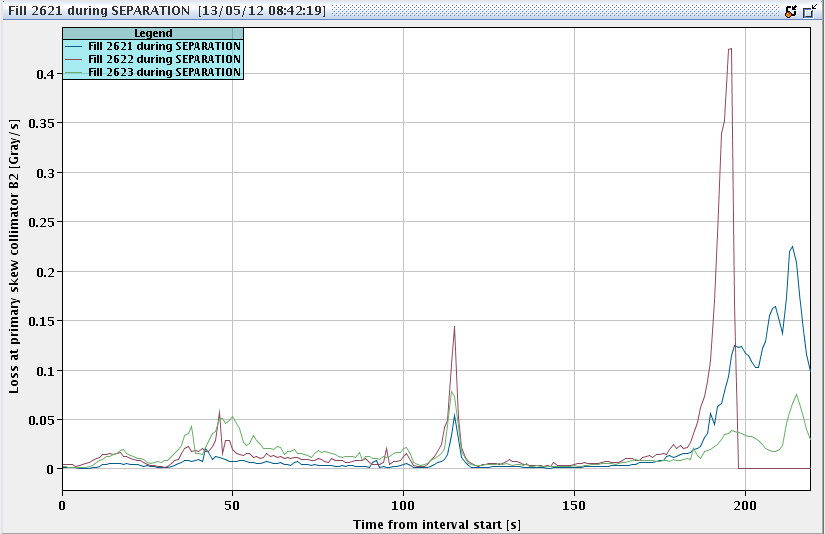 Fill 2621 during SEPARATION [13/05/12 08:42:19]
Legend
Fill 2621 during SEPARATION
Fill 2622 during SEPARATION
Fill 2623 during SEPARATION
Loss at primary skew collimator B2 [Gray/s]
0.4
0.35
0.3
0.25
0.2
0.15
0.1
0.05
0
0 50 100 150 200
Time from interval start [s]